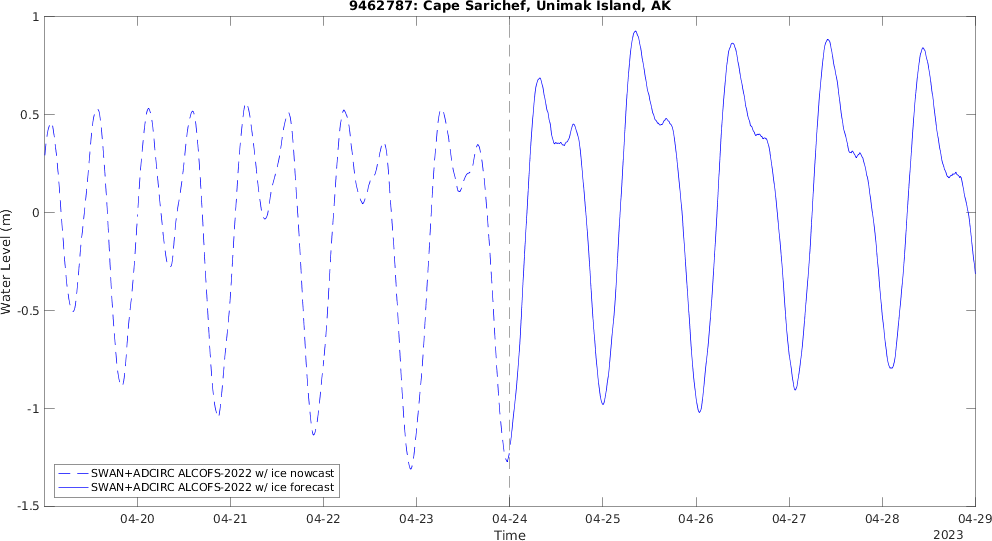 9462787: Cape Sarichef, Unimak Island, AK
1
0.5
0
-0.5
-1
-1.5
Water Level (m)
SWAN+ADCIRC ALCOFS-2022 w/ ice nowcast
SWAN+ADCIRC ALCOFS-2022 w/ ice forecast
04-20 04-21 04-22 04-23 04-24 04-25 04-26 04-27 04-28 04-29
Time
2023